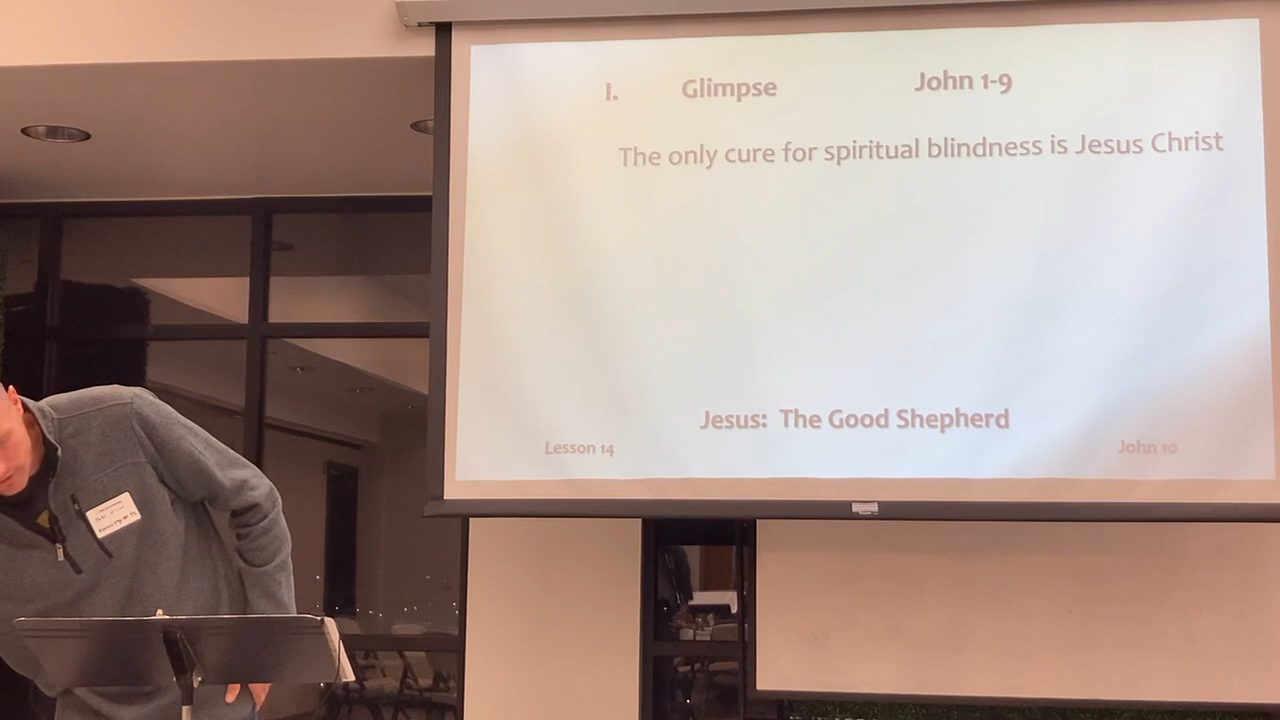 I. Glimpse John 1-9
The only cure for spiritual blindness is Jesus Christ
Jesus: The Good Shepherd
Lesson 14 John 10